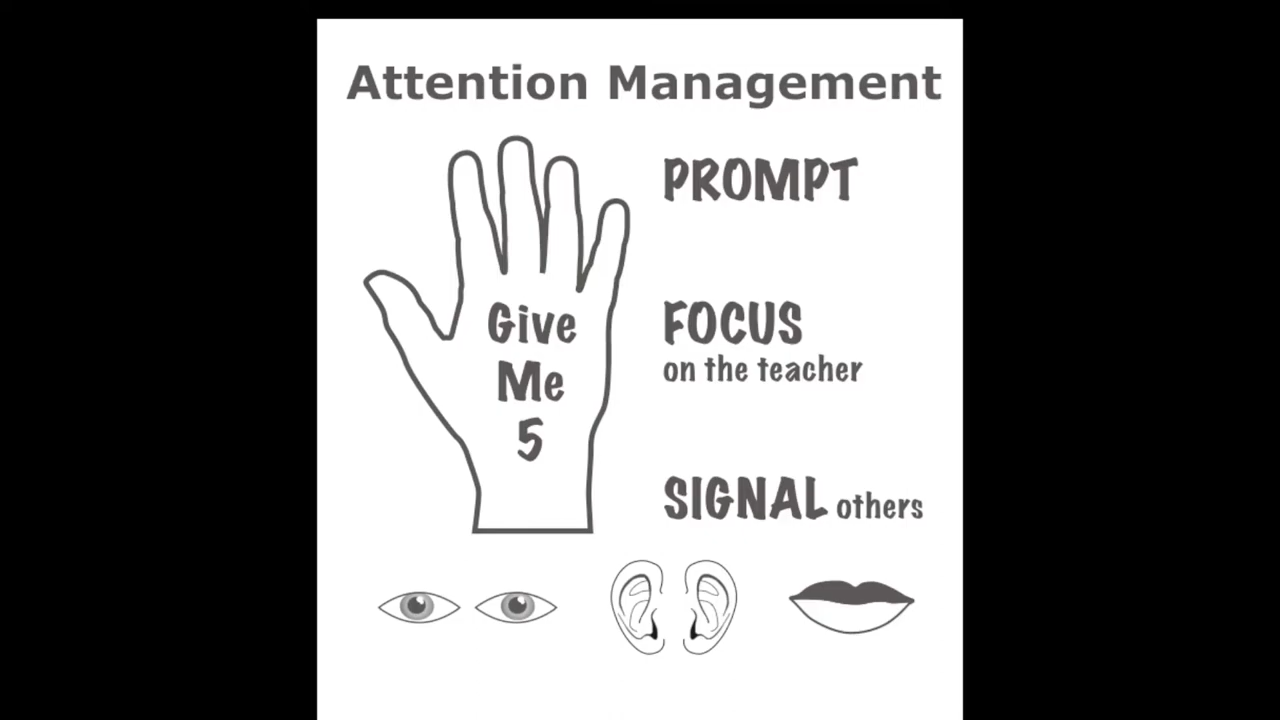 Attention Management
Give
Me
5
PROMPT
FOCUS
on the teacher
SIGNAL others